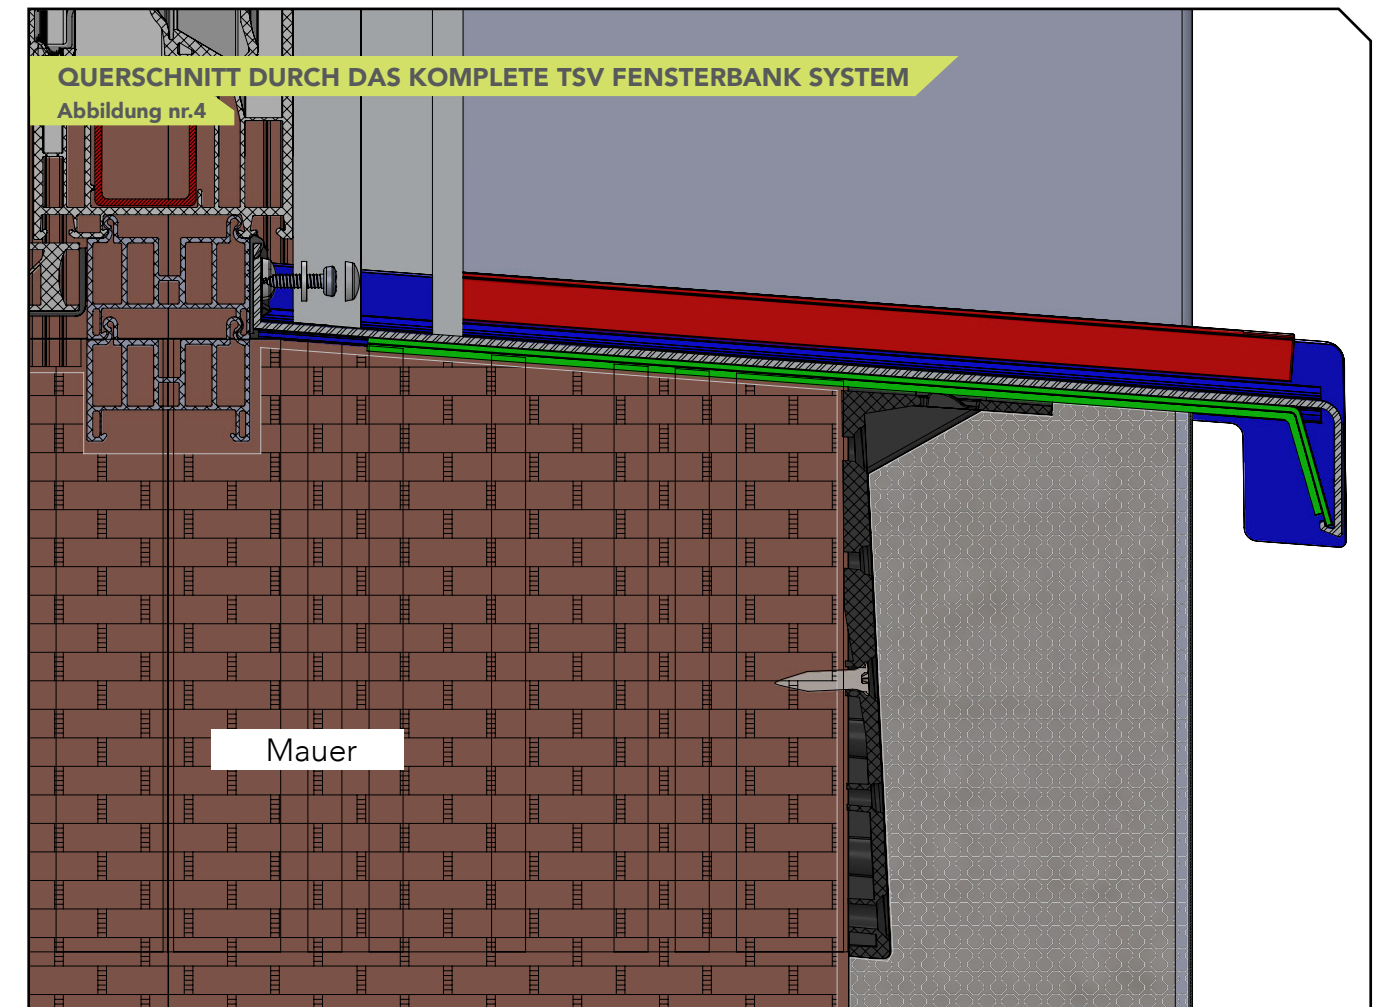 QUERSCHNITT DURCH DAS KOMPLETE TSV FENSTERBANK SYSTEM
Abbildung nr.4
Mauer